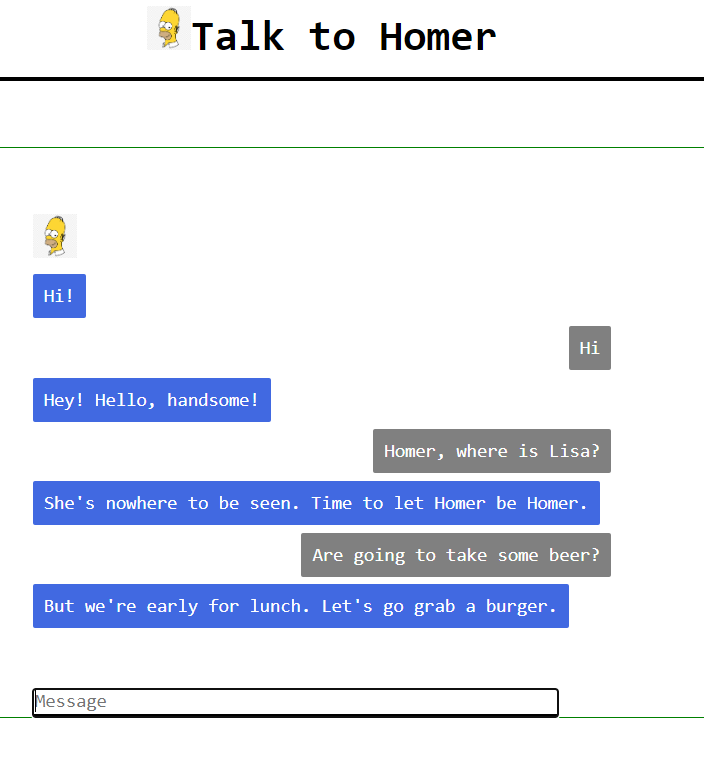 Talk to Homer
Hi!
Hi
Hey! Hello, handsome!
Homer, where is Lisa?
She's nowhere to be seen. Time to let Homer be Homer.
Are going to take some beer?
But we're early for lunch. Let's go grab a burger.
Message